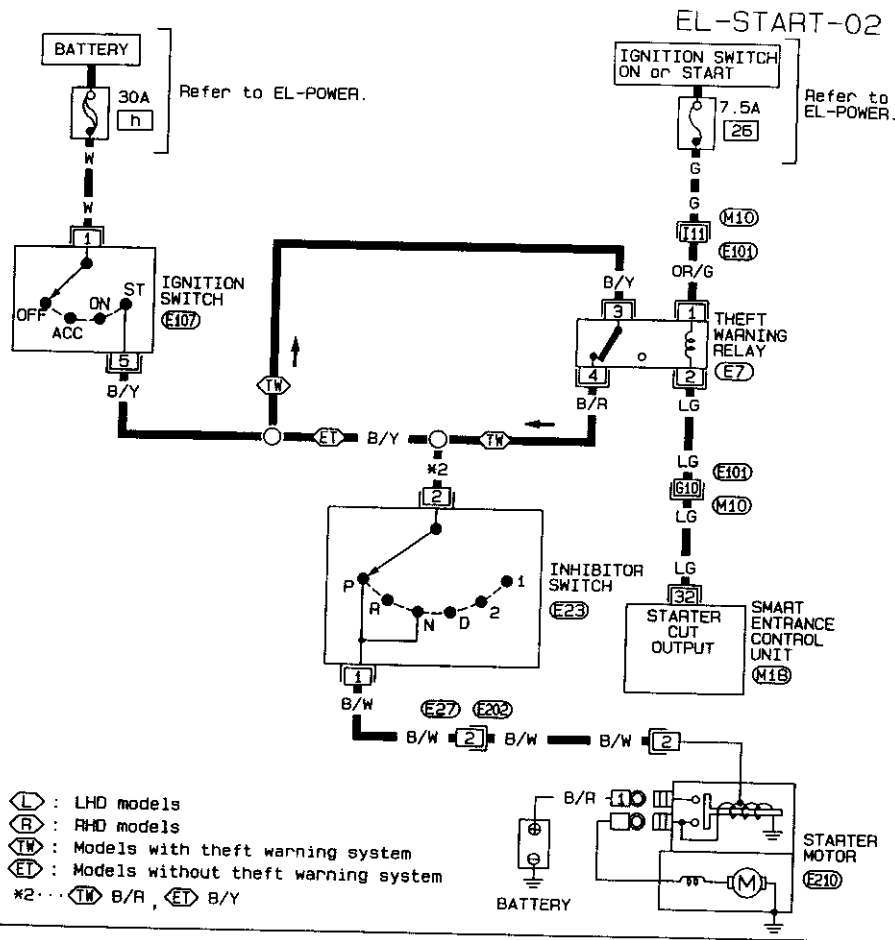 EL-START-02
BATTERY
30A
h
Refer to EL-POWER.
IGNITION SWITCH
ON or START
7.5A
26
Refer to
EL-POWER.
W
W
1
G
G
I11
M10
E101
OR/G
OFF
ACC
ON
ST
IGNITION
SWITCH
E107
5
B/Y
B/Y
3
1
THEFT
WARNING
RELAY
E7
4
2
B/R
LG
TW
ET
B/Y
TW
*2
2
LG
G10
E101
M10
LG
LG
32
P
R
N
D
2
1
INHIBITOR
SWITCH
E23
STARTER
CUT
OUTPUT
SMART
ENTRANCE
CONTROL
UNIT
M18
1
B/W
E27
E202
B/W
2
B/W
B/W
2
B/R
1
BATTERY
M
STARTER
MOTOR
E210
L : LHD models
R : RHD models
TW : Models with theft warning system
ET : Models without theft warning system
*2··· TW B/R , ET B/Y